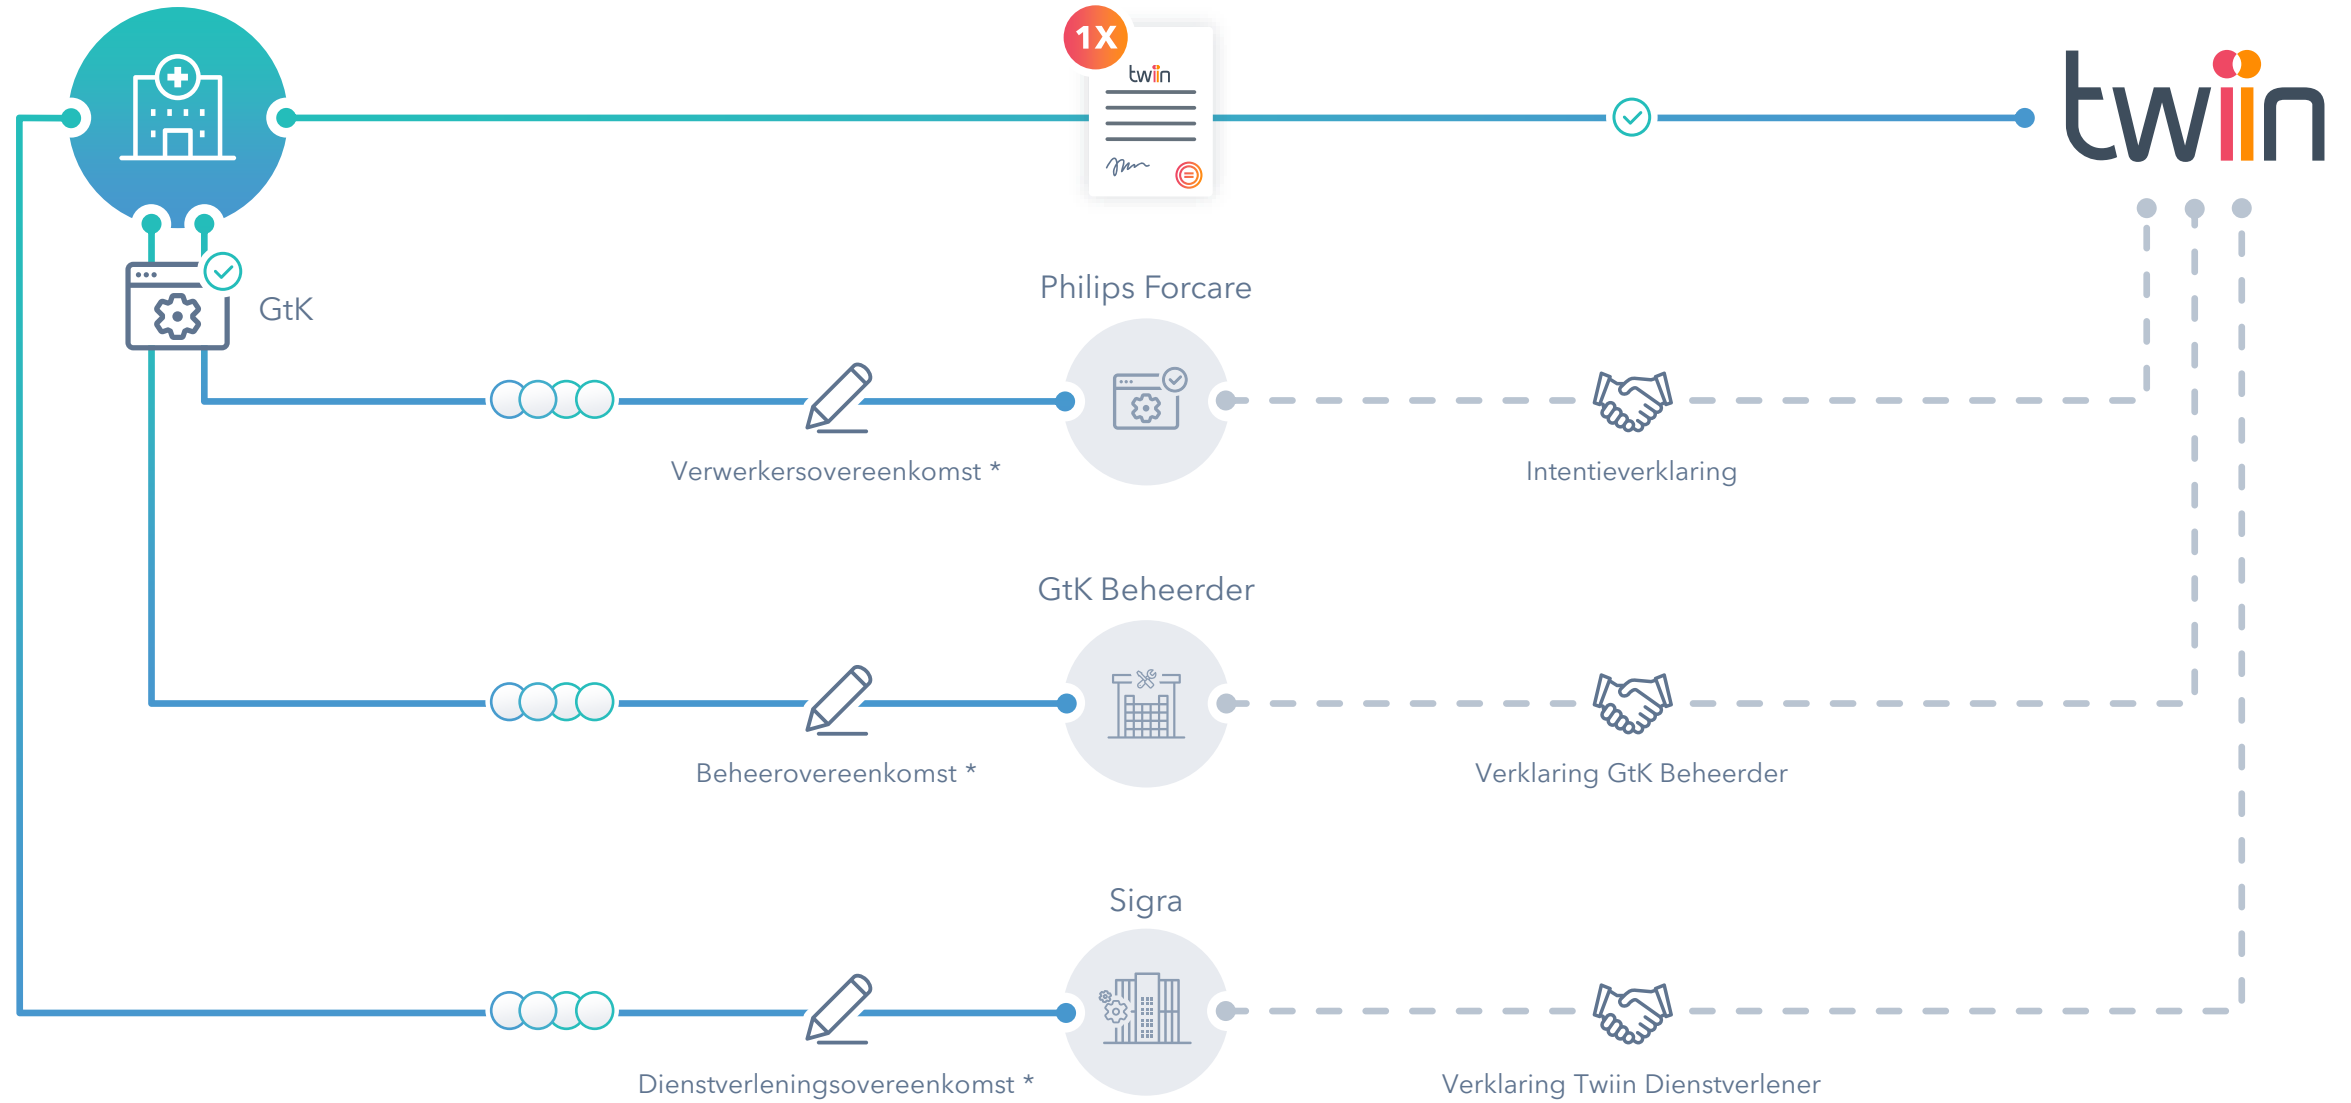 1X
twiin
twiin
GtK
Philips Forcare
Verwerkersovereenkomst *
Intentieverklaring
GtK Beheerder
Beheerovereenkomst *
Verklaring GtK Beheerder
Sigra
Dienstverleningsovereenkomst *
Verklaring Twiin Dienstverlener